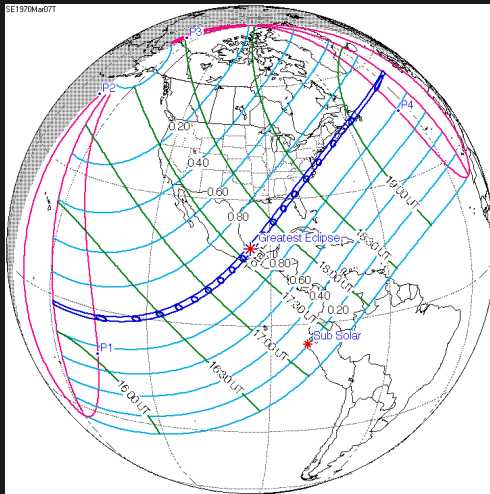 SE1970Mar07T
P3
P2
P4
0.20
0.40
0.60
0.80
19:00 UT
18:30 UT
Greatest Eclipse
18:00 UT
0.80
0.60
0.40
0.20
17:30 UT
Sub Solar
17:00 UT
P1
16:30 UT
16:00 UT